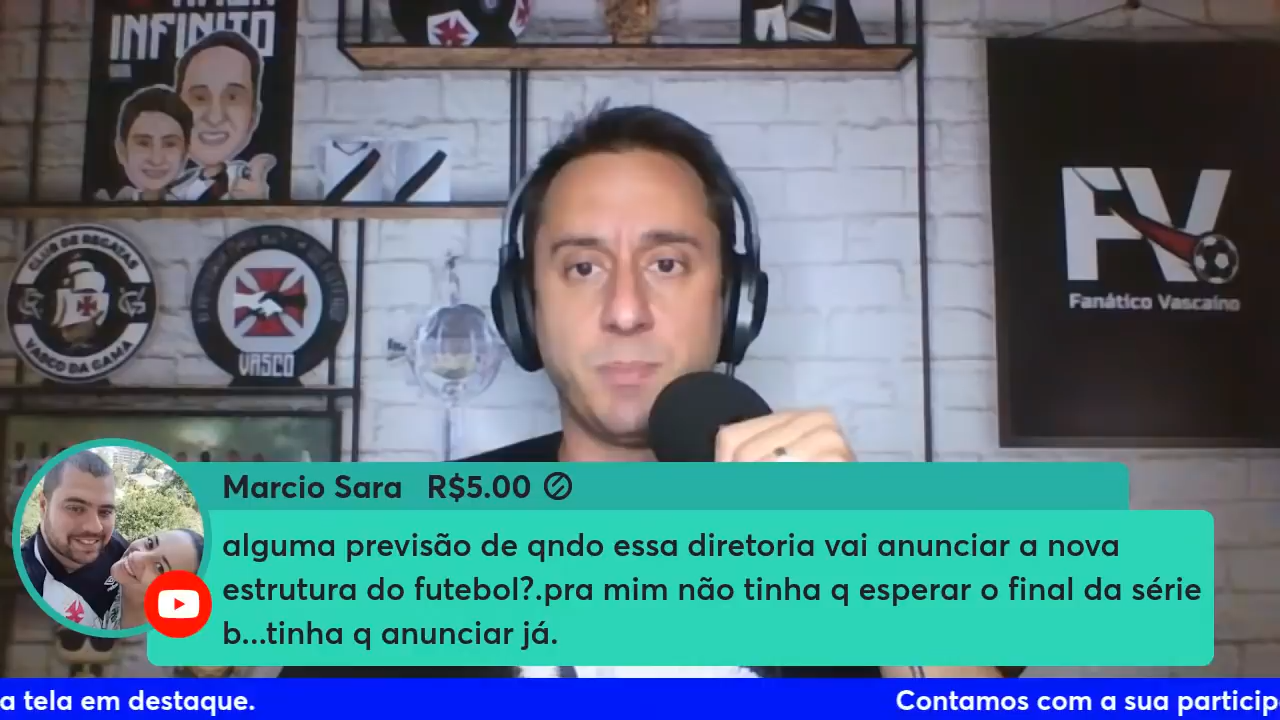 INFINITO
CLUB DE REGATAS
VASCO DA GAMA
VASCO
FV
Fanático Vascaíno
Marcio Sara R$5.00
alguma previsão de qndo essa diretoria vai anunciar a nova
estrutura do futebol?.pra mim não tinha q esperar o final da série
b...tinha q anunciar já.
a tela em destaque.
Contamos com a sua particip